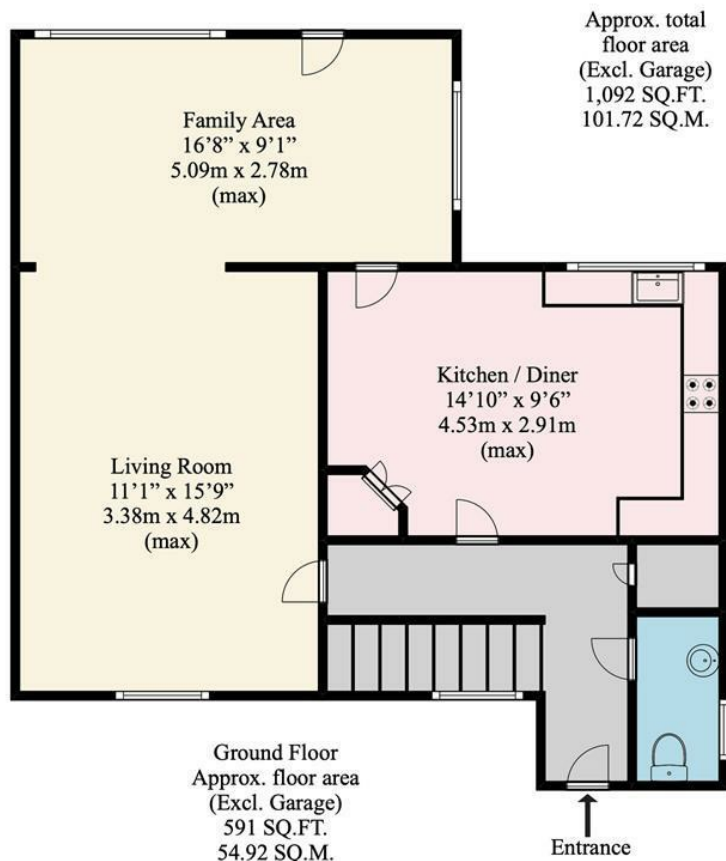 Approx. total
floor area
(Excl. Garage)
1,092 SQ.FT.
101.72 SQ.M.
Family Area
16’8” x 9’1”
5.09m x 2.78m
(max)
Kitchen / Diner
14’10” x 9’6”
4.53m x 2.91m
(max)
Living Room
11’1” x 15’9”
3.38m x 4.82m
(max)
Ground Floor
Approx. floor area
(Excl. Garage)
591 SQ.FT.
54.92 SQ.M.
Entrance